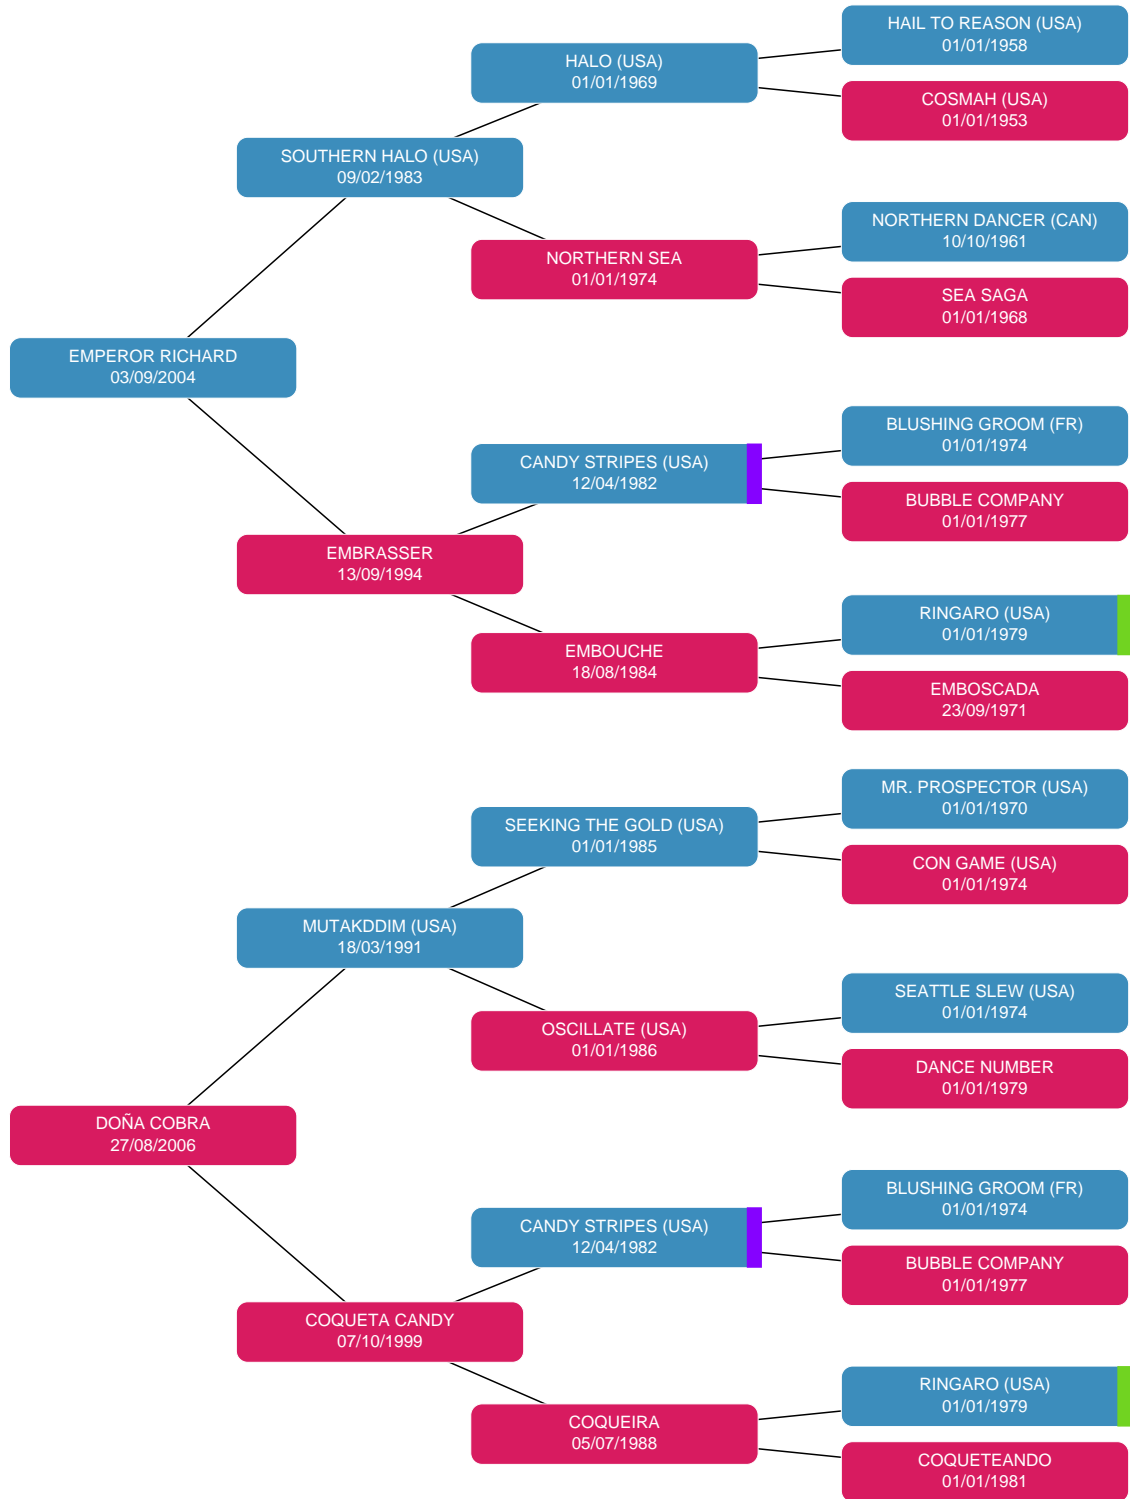 HAIL TO REASON (USA)
01/01/1958
HALO (USA)
01/01/1969
COSMAH (USA)
01/01/1953
SOUTHERN HALO (USA)
09/02/1983
NORTHERN DANCER (CAN)
10/10/1961
NORTHERN SEA
01/01/1974
SEA SAGA
01/01/1968
EMPEROR RICHARD
03/09/2004
BLUSHING GROOM (FR)
01/01/1974
CANDY STRIPES (USA)
12/04/1982
BUBBLE COMPANY
01/01/1977
EMBRASSER
13/09/1994
RINGARO (USA)
01/01/1979
EMBOUCHE
18/08/1984
EMBOSCADA
23/09/1971
MR. PROSPECTOR (USA)
01/01/1970
SEEKING THE GOLD (USA)
01/01/1985
CON GAME (USA)
01/01/1974
MUTAKDDIM (USA)
18/03/1991
SEATTLE SLEW (USA)
01/01/1974
OSCILLATE (USA)
01/01/1986
DANCE NUMBER
01/01/1979
DOÑA COBRA
27/08/2006
BLUSHING GROOM (FR)
01/01/1974
CANDY STRIPES (USA)
12/04/1982
BUBBLE COMPANY
01/01/1977
COQUETA CANDY
07/10/1999
RINGARO (USA)
01/01/1979
COQUEIRA
05/07/1988
COQUETEANDO
01/01/1981